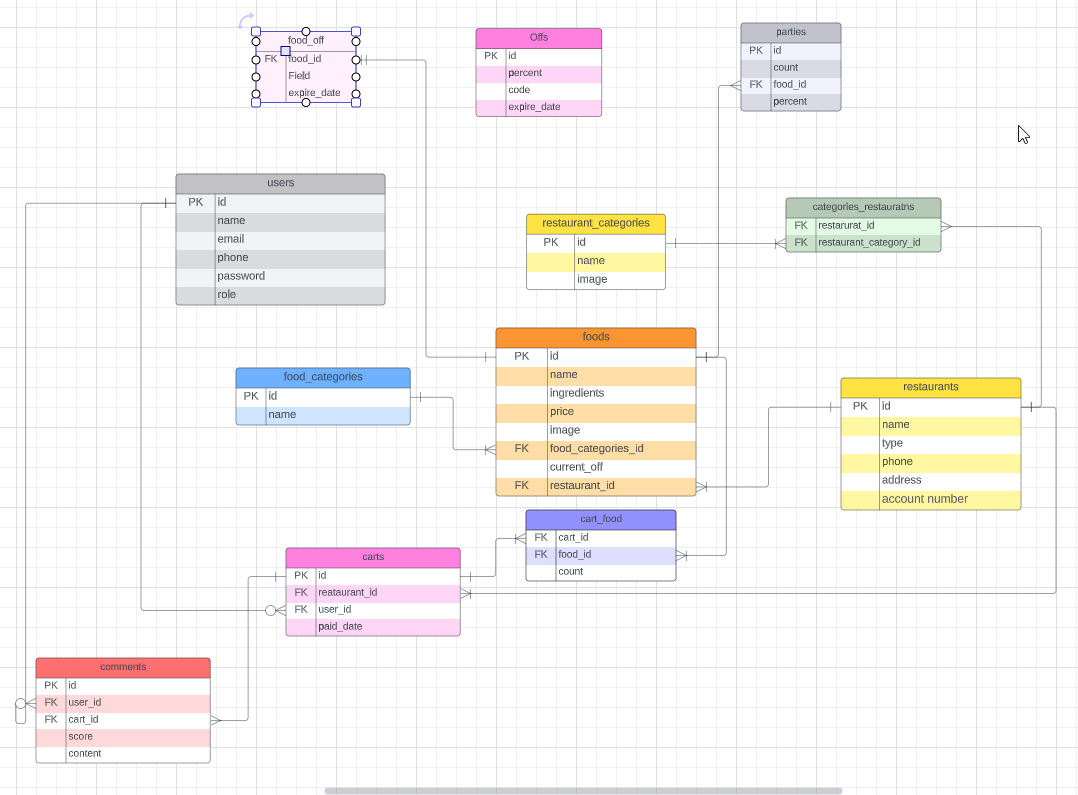 food_off
FK food_id
Field
expire_date
Offs
PK id
percent
code
expire_date
parties
PK id
count
FK food_id
percent
users
PK id
name
email
phone
password
role
restaurant_categories
PK id
name
image
categories_restauratns
FK restarurat_id
FK restaurant_category_id
foods
PK id
name
ingredients
price
image
FK food_categories_id
current_off
FK restaurant_id
food_categories
PK id
name
restaurants
PK id
name
type
phone
address
account number
cart_food
FK cart_id
FK food_id
count
carts
PK id
FK reataurant_id
FK user_id
paid_date
comments
PK id
FK user_id
FK cart_id
score
content